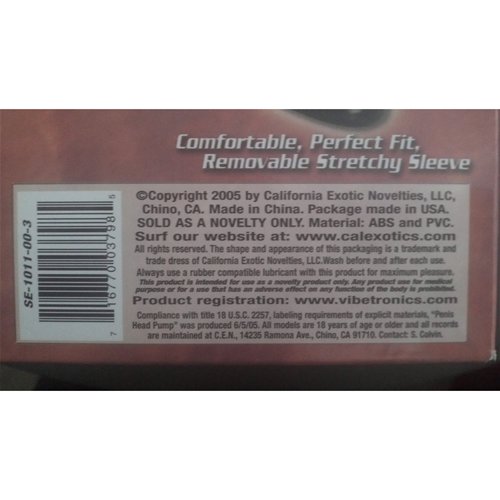 Comfortable, Perfect Fit,
Removable Stretchy Sleeve
©Copyright 2005 by California Exotic Novelties, LLC,
Chino, CA. Made in China. Package made in USA.
SOLD AS A NOVELTY ONLY. Material: ABS and PVC.
Surf our website at: www.calexotics.com
All rights reserved. The shape and appearance of this packaging is a trademark and
trade dress of California Exotic Novelties, LLC.Wash before and after each use.
Always use a rubber compatible lubricant with this product for maximum pleasure.
This product is intended for use as a novelty product only. Any product use for medical
purpose or for a use that has an adverse effect on any function of the body is prohibited.
Product registration: www.vibetronics.com
Compliance with title 18 U.S.C. 2257, labeling requirements of explicit materials, "Penis
Head Pump" was produced 6/5/05. All models are 18 years of age or older and all records
are maintained at C.E.N., 14235 Ramona Ave., Chino, CA 91710. Contact: S. Colvin.
SE-1011-00-3
7 16770 03798 5